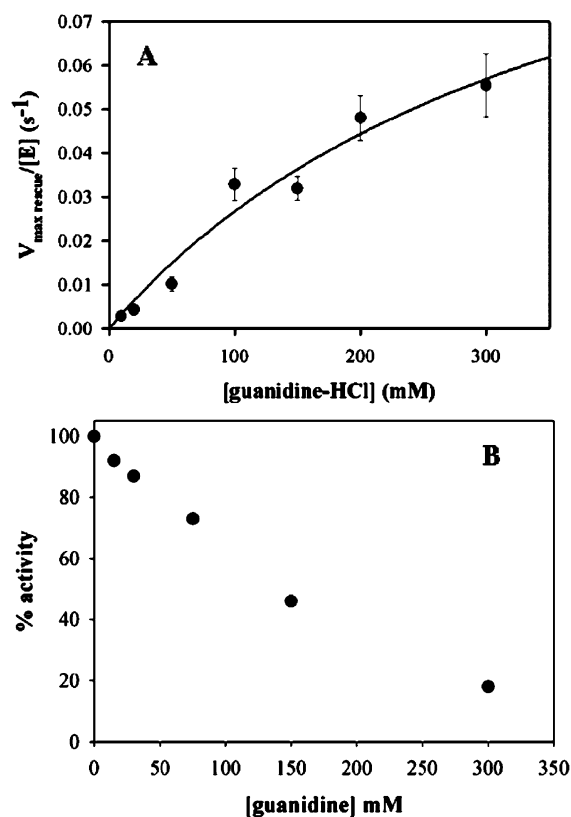 0.07
A
0.06
0.05
0.04
0.03
0.02
0.01
0.00
V max rescue/[E] (s-1)
0 100 200 300
[guanidine-HCl] (mM)
100
B
80
60
40
20
0
% activity
0 50 100 150 200 250 300 350
[guanidine] mM